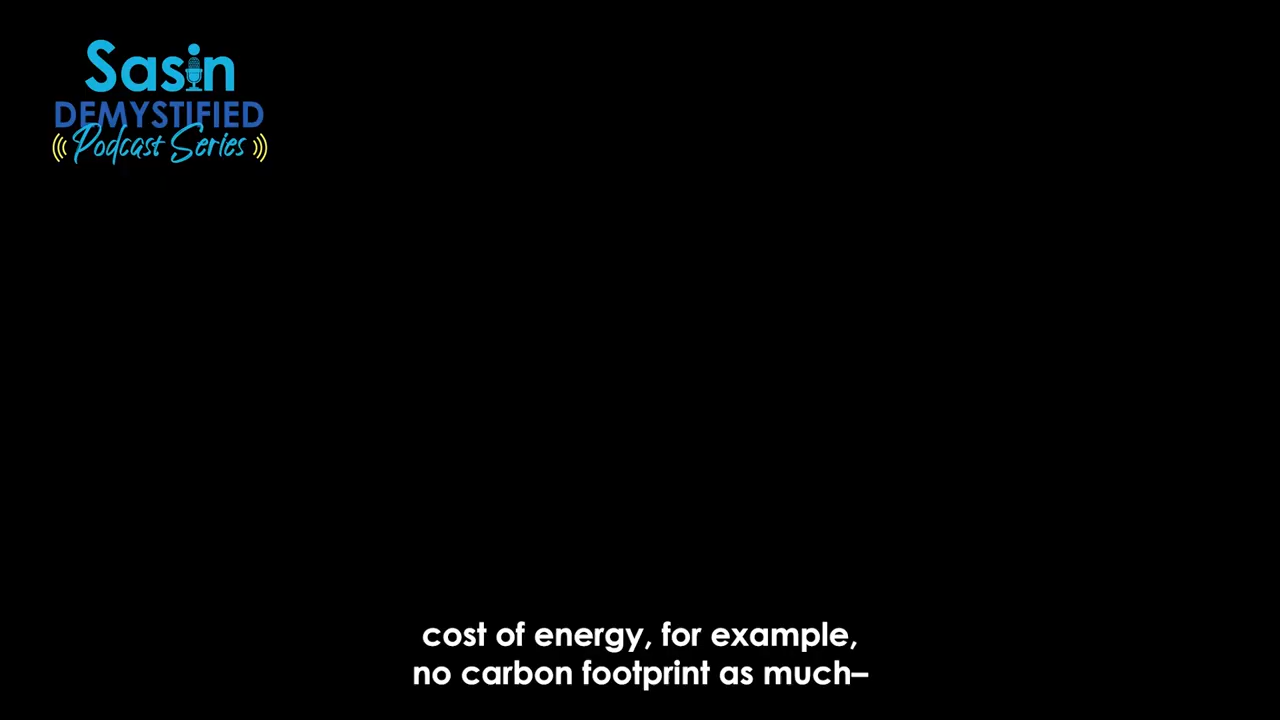 Sasin
DEMYSTIFIED
Podcast Series
cost of energy, for example,
no carbon footprint as much–